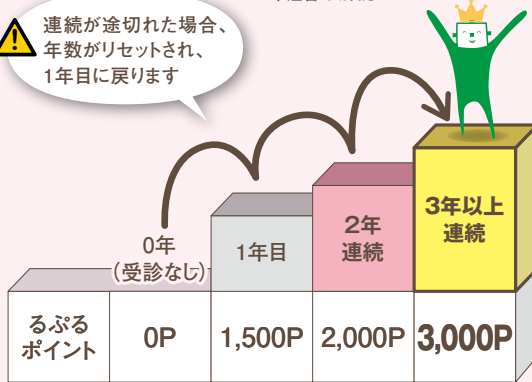 連続が途切れた場合、
年数がリセットされ、
1年目に戻ります
0年
(受診なし)
1年目
2年
連続
3年以上
連続
るぷる
ポイント
0P
1,500P
2,000P
3,000P